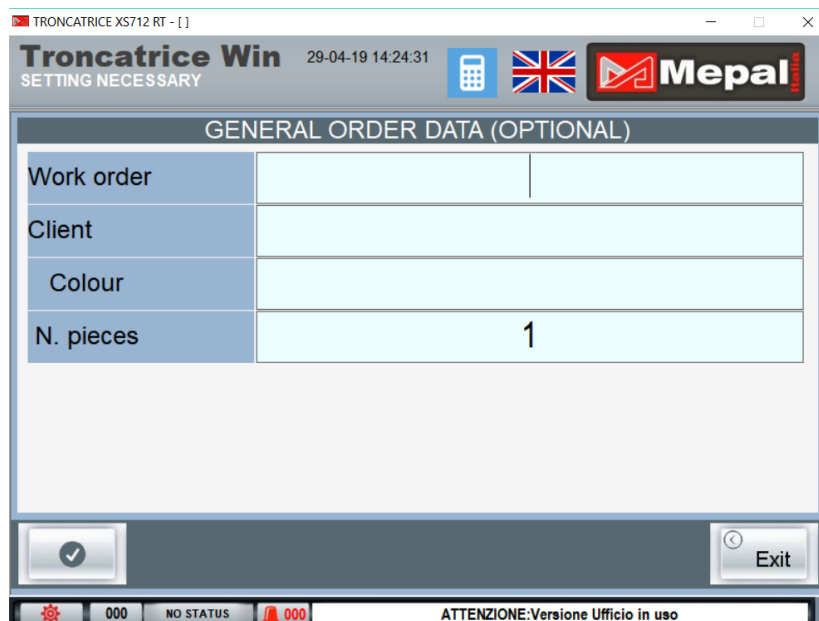 TRONCATRICE XS712 RT - [ ]
Troncatrice Win
29-04-19 14:24:31
SETTING NECESSARY
Mepal
Italia
GENERAL ORDER DATA (OPTIONAL)
Work order
Client
Colour
N. pieces 1
Exit
000 NO STATUS 000 ATTENZIONE:Versione Ufficio in uso